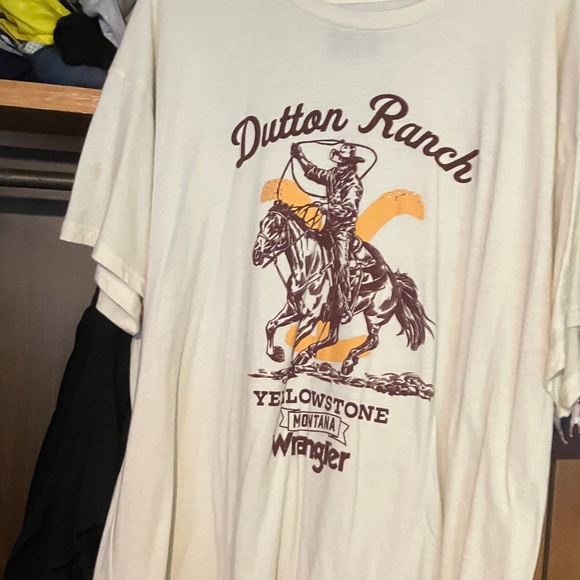 Dutton Ranch
YELLOWSTONE
MONTANA
Wrangler